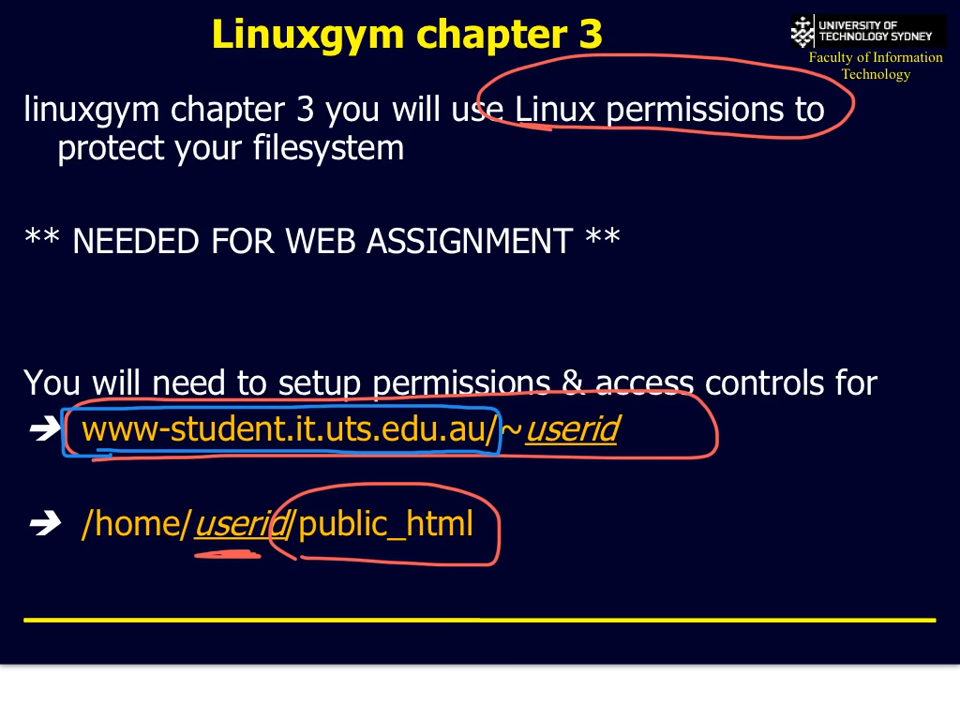 Linuxgym chapter 3
UNIVERSITY OF
TECHNOLOGY SYDNEY
Faculty of Information
Technology
linuxgym chapter 3 you will use Linux permissions to
protect your filesystem
** NEEDED FOR WEB ASSIGNMENT **
You will need to setup permissions & access controls for
➔ www-student.it.uts.edu.au/~userid
➔ /home/userid/public_html